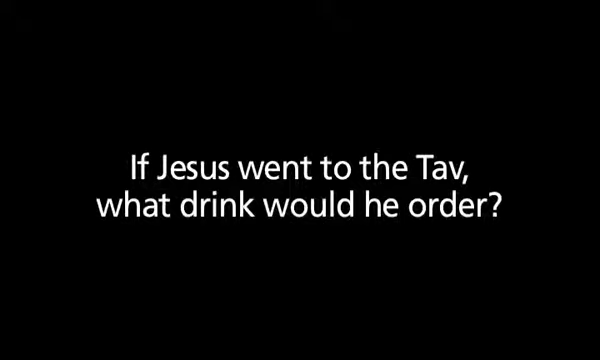 If Jesus went to the Tav,
what drink would he order?